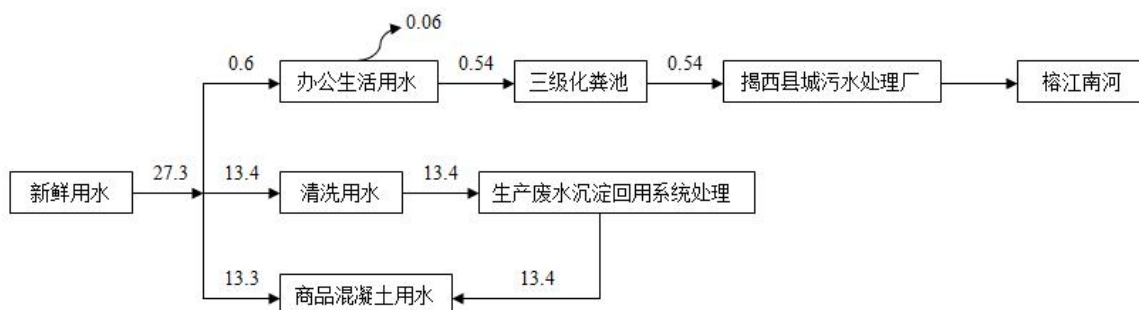 0.06
0.6
办公生活用水
0.54
三级化粪池
0.54
揭西县城污水处理厂
榕江南河
新鲜用水
27.3
13.4
清洗用水
13.4
生产废水沉淀回用系统处理
13.3
商品混凝土用水
13.4